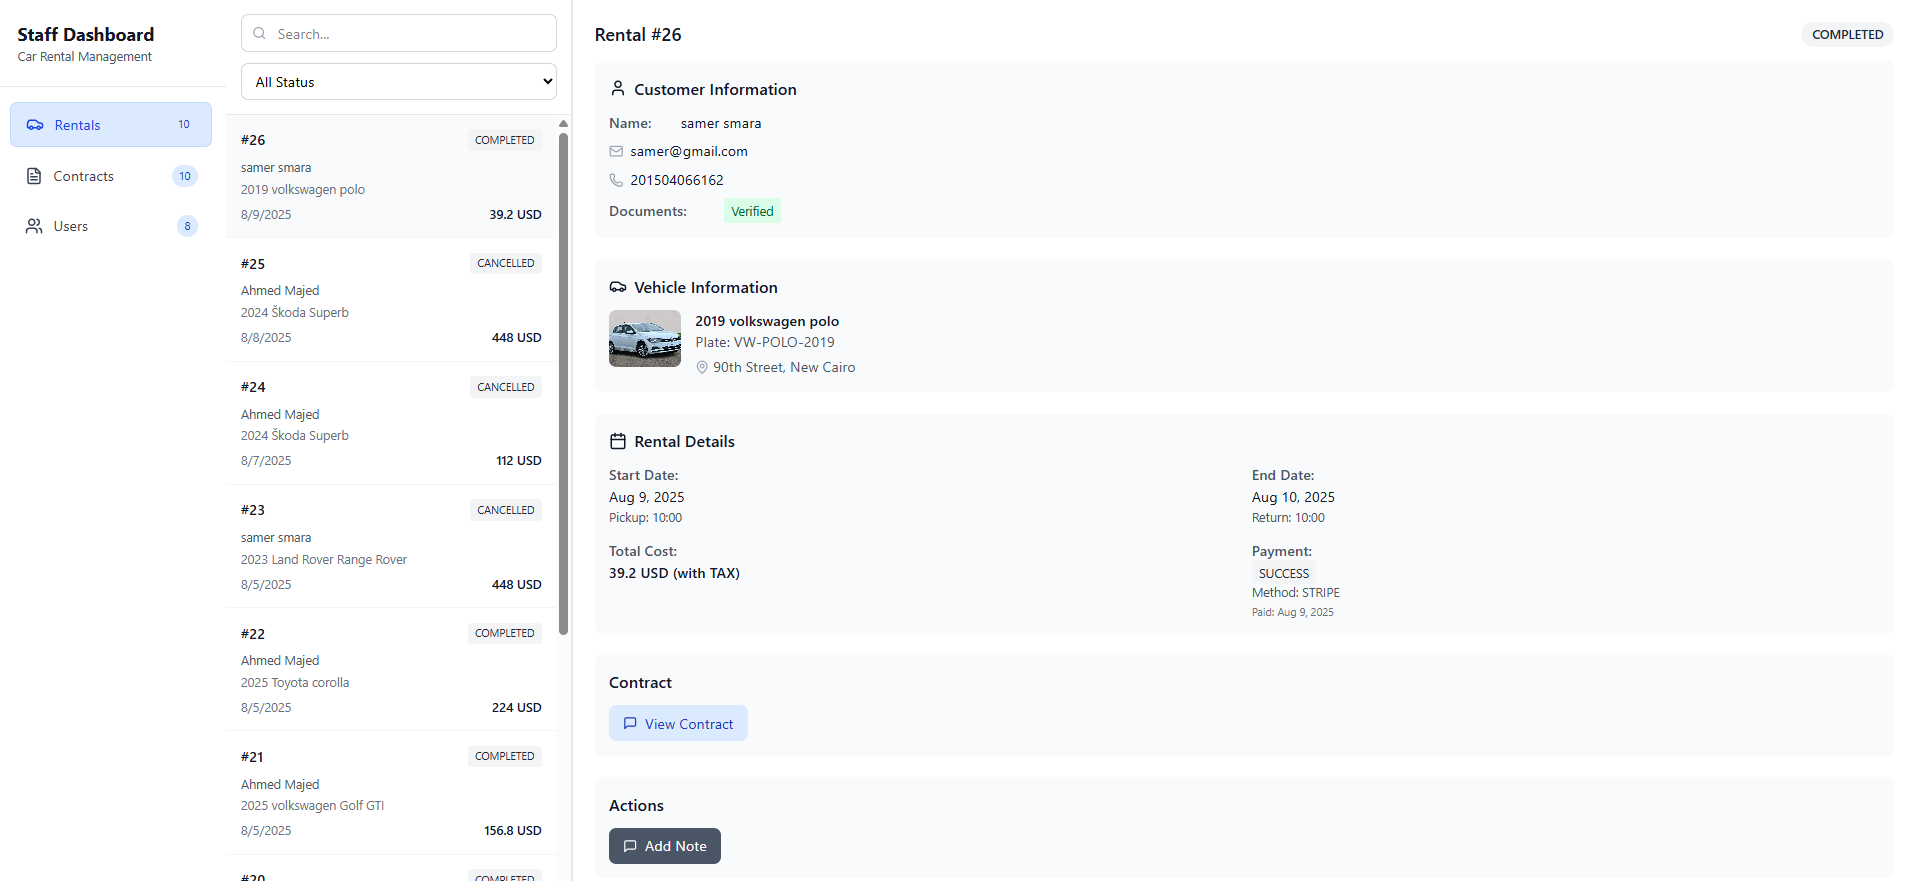 Staff Dashboard
Car Rental Management
Rentals 10
Contracts 10
Users 8
Search...
All Status
#26 COMPLETED
samer smara
2019 volkswagen polo
8/9/2025 39.2 USD
#25 CANCELLED
Ahmed Majed
2024 Škoda Superb
8/8/2025 448 USD
#24 CANCELLED
Ahmed Majed
2024 Škoda Superb
8/7/2025 112 USD
#23 CANCELLED
samer smara
2023 Land Rover Range Rover
8/5/2025 448 USD
#22 COMPLETED
Ahmed Majed
2025 Toyota corolla
8/5/2025 224 USD
#21 COMPLETED
Ahmed Majed
2025 volkswagen Golf GTI
8/5/2025 156.8 USD
#20 COMPLETED
Rental #26 COMPLETED
Customer Information
Name: samer smara
samer@gmail.com
201504066162
Documents: Verified
Vehicle Information
2019 volkswagen polo
Plate: VW-POLO-2019
90th Street, New Cairo
Rental Details
Start Date:
Aug 9, 2025
Pickup: 10:00
End Date:
Aug 10, 2025
Return: 10:00
Total Cost:
39.2 USD (with TAX)
Payment:
SUCCESS
Method: STRIPE
Paid: Aug 9, 2025
Contract
View Contract
Actions
Add Note